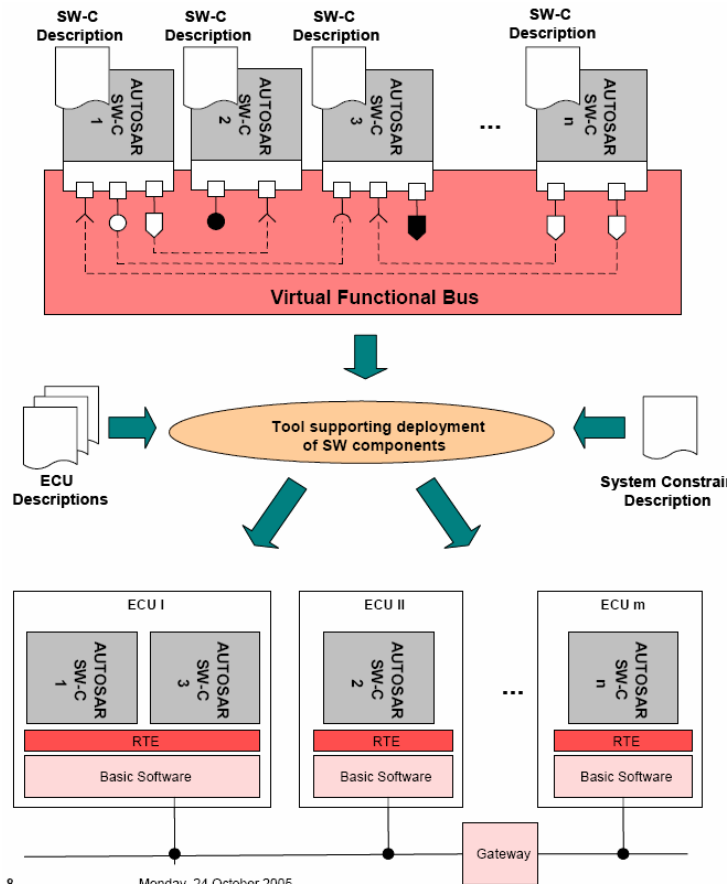 SW-C
Description
SW-C
Description
SW-C
Description
SW-C
Description
AUTOSAR
SW-C
1
AUTOSAR
SW-C
2
AUTOSAR
SW-C
3
...
AUTOSAR
SW-C
n
Virtual Functional Bus
Tool supporting deployment
of SW components
ECU
Descriptions
System Constrai
Description
ECU I
ECU II
ECU m
AUTOSAR
SW-C
1
AUTOSAR
SW-C
3
AUTOSAR
SW-C
2
...
AUTOSAR
SW-C
n
RTE
RTE
RTE
Basic Software
Basic Software
Basic Software
Gateway
8
Monday, 24 October 2005